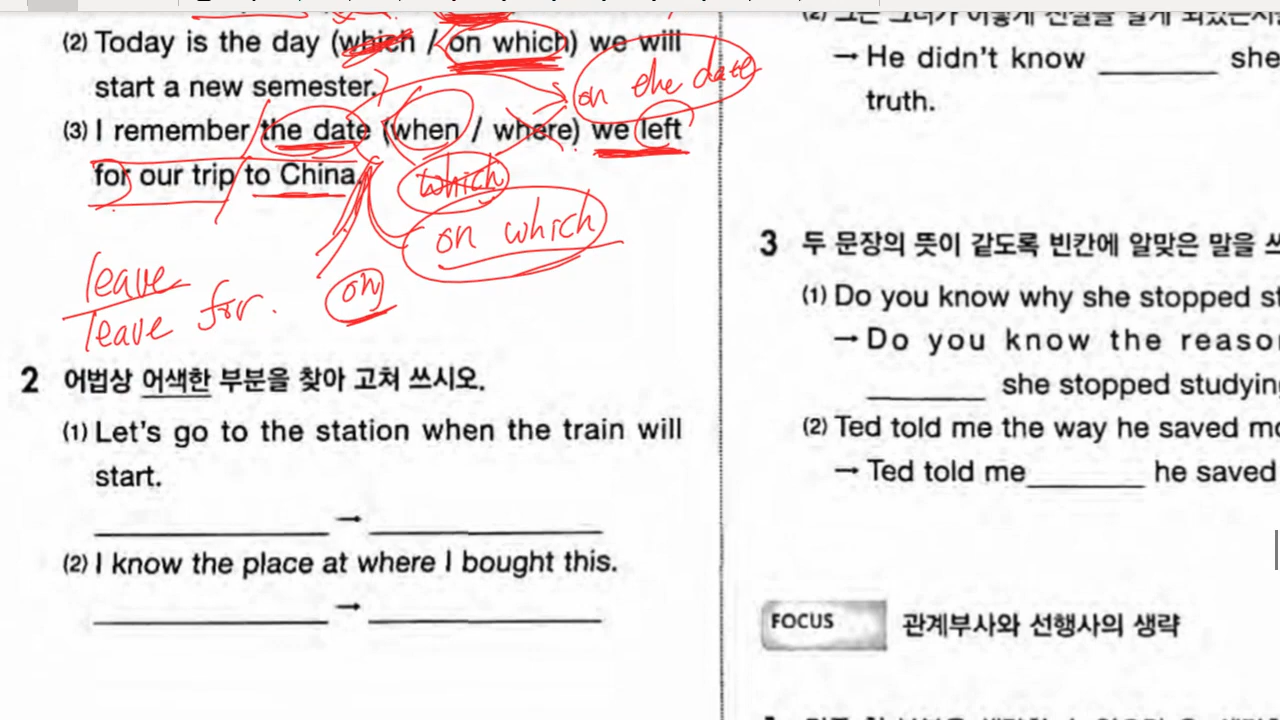 (2) Today is the day (which / on which) we will
start a new semester.
on the date
(3) I remember the date (when / where) we left
for our trip to China.
which
on which
on
leave
leave for.
2 어법상 어색한 부분을 찾아 고쳐 쓰시오.
(1) Let's go to the station when the train will
start.
→
(2) I know the place at where I bought this.
→
→ He didn't know ______ she
truth.
3 두 문장의 뜻이 같도록 빈칸에 알맞은 말을
(1) Do you know why she stopped
→ Do you know the
______ she stopped
(2) Ted told me the way he saved
→ Ted told me ______ he saved
FOCUS 관계부사와 선행사의 생략